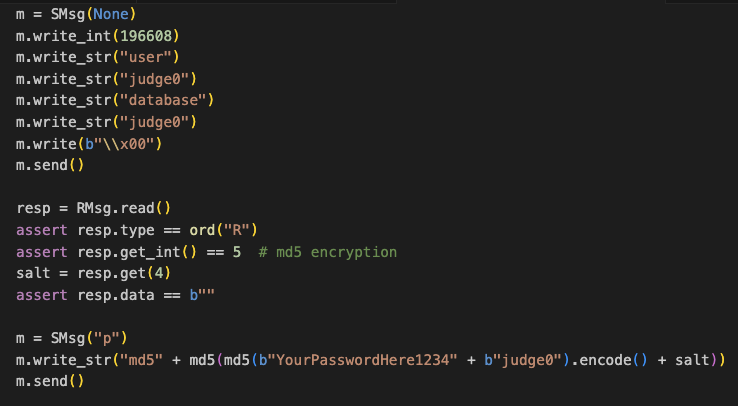 m = SMsg(None)
m.write_int(196608)
m.write_str("user")
m.write_str("judge0")
m.write_str("database")
m.write_str("judge0")
m.write(b"\\x00")
m.send()

resp = RMsg.read()
assert resp.type == ord("R")
assert resp.get_int() == 5  # md5 encryption
salt = resp.get(4)
assert resp.data == b""

m = SMsg("p")
m.write_str("md5" + md5(md5(b"YourPasswordHere1234" + b"judge0").encode() + salt))
m.send()